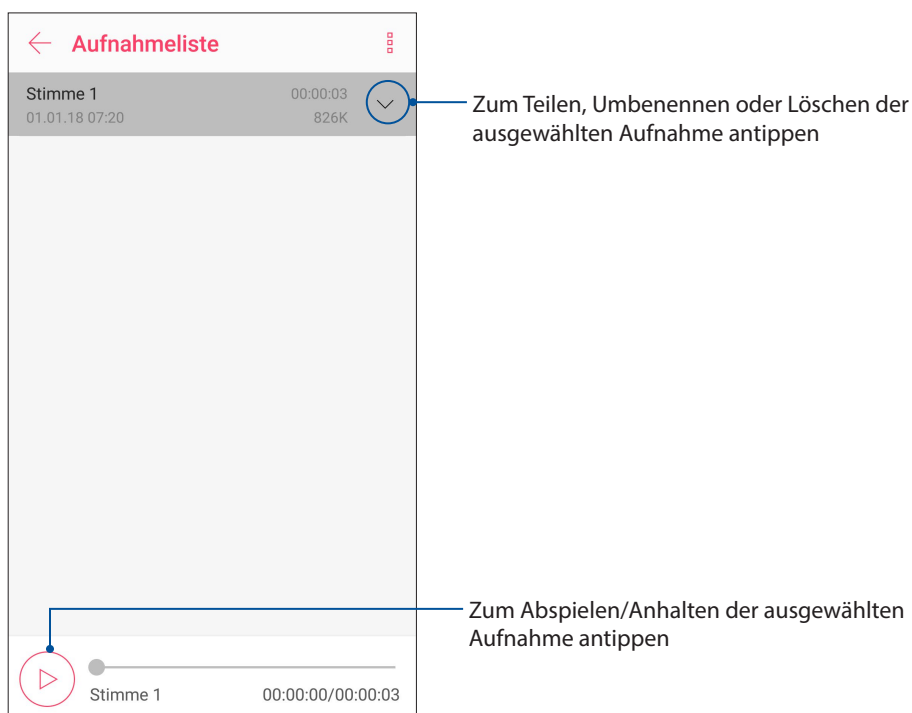 Aufnahmeliste
Stimme 1 00:00:03
01.01.18 07:20 826K
Zum Teilen, Umbenennen oder Löschen der
ausgewählten Aufnahme antippen
Zum Abspielen/Anhalten der ausgewählten
Aufnahme antippen
Stimme 1 00:00:00/00:00:03